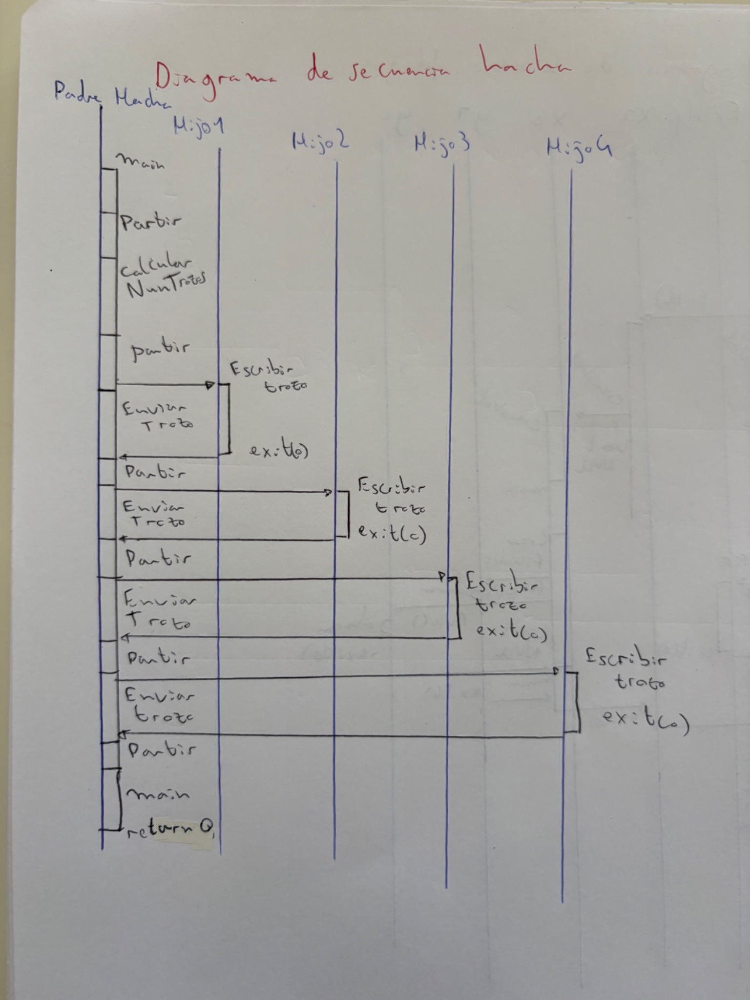 Diagrama de secuencia hacha
Padre Hacha
Hijo1
Hijo2
Hijo3
Hijo4
main
Partir
Calcular
NumTrozos
partir
Escribir
trozo
Enviar
Trozo
exit(0)
Partir
Escribir
trozo
Enviar
Trozo
exit(0)
Partir
Escribir
trozo
Enviar
Trozo
exit(0)
Partir
Escribir
trozo
Enviar
trozo
exit(0)
Partir
main
return 0;